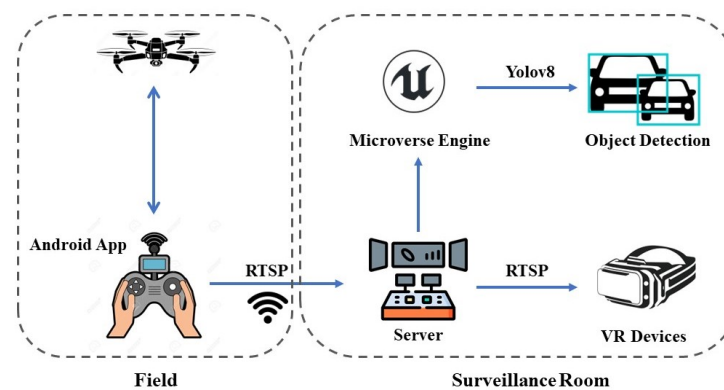 Yolov8
Microverse Engine
Object Detection
Android App
RTSP
RTSP
Server
VR Devices
Field
Surveillance Room